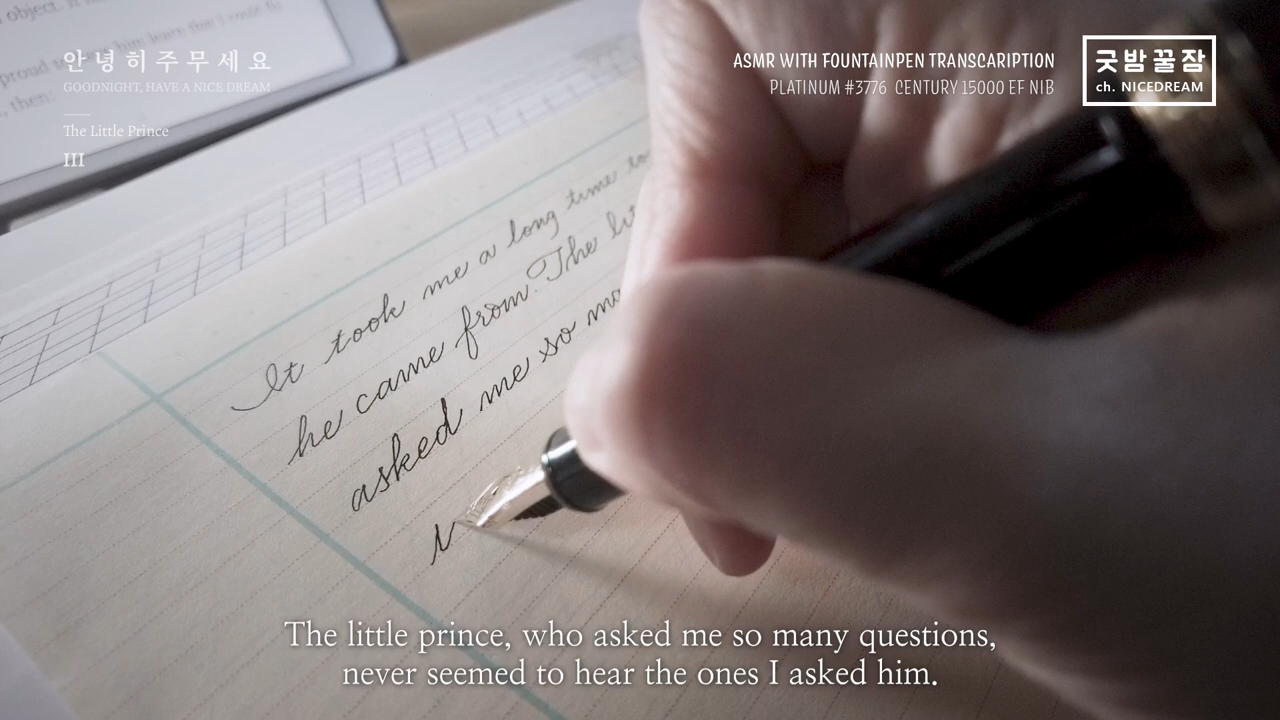 object. It
안녕히주무세요
GOODNIGHT, HAVE A NICE DREAM
The Little Prince
III
ASMR WITH FOUNTAINPEN TRANSCARIPTION
PLATINUM #3776 CENTURY 15000 EF NIB
굿밤꿀잠
ch. NICEDREAM
It took me a long time to
he came from. The
asked me so
The little prince, who asked me so many questions,
never seemed to hear the ones I asked him.